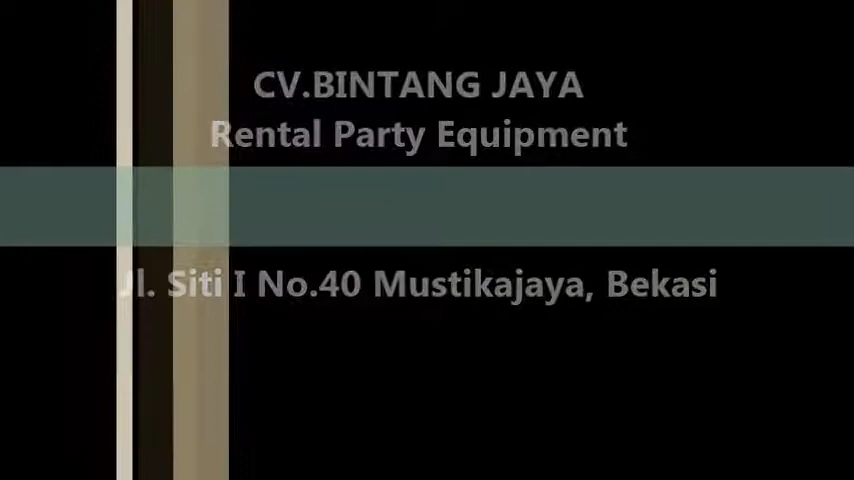 CV.BINTANG JAYA
Rental Party Equipment
Jl. Siti I No.40 Mustikajaya, Bekasi